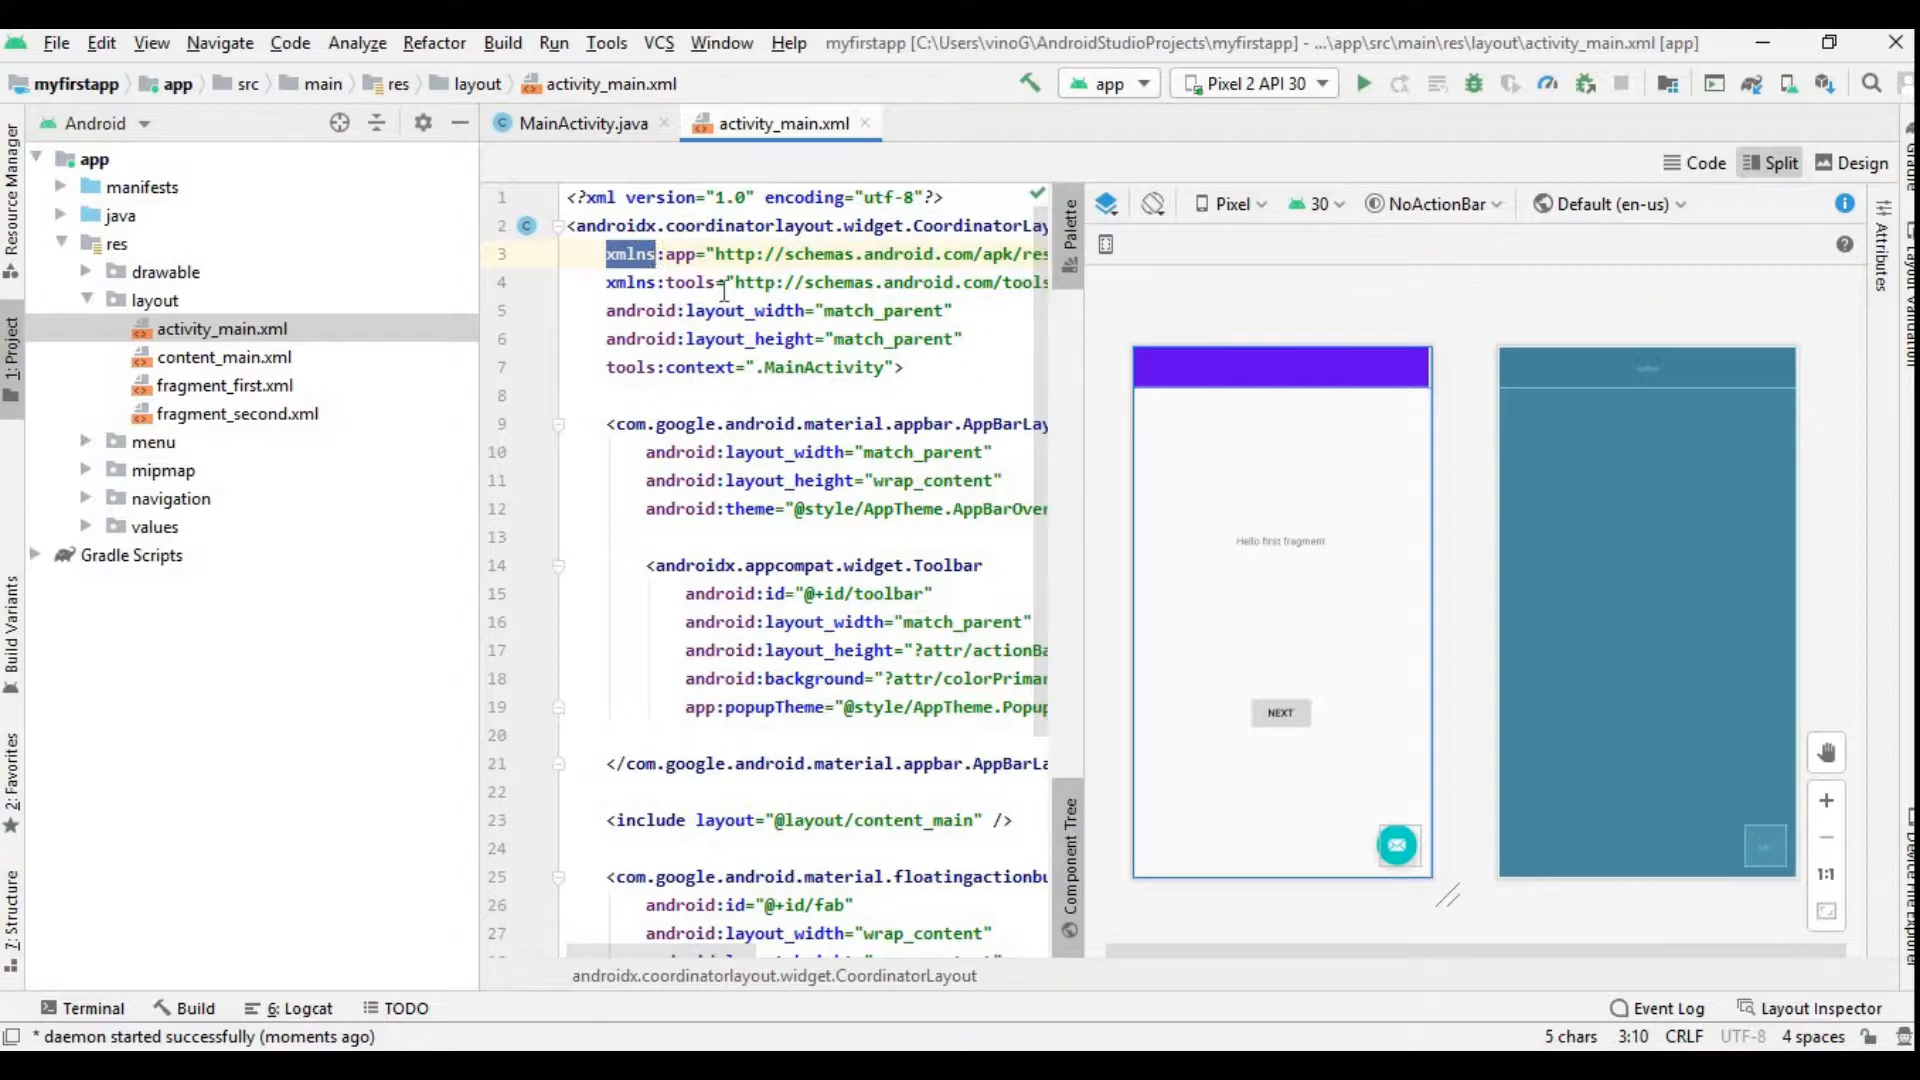 File Edit View Navigate Code Analyze Refactor Build Run Tools VCS Window Help myfirstapp [C:\Users\vinoG\AndroidStudioProjects\myfirstapp] - ...\app\src\main\res\layout\activity_main.xml [app]
myfirstapp app src main res layout activity_main.xml app Pixel 2 API 30
Android MainActivity.java activity_main.xml
Code Split Design
Resource Manager
1: Project
Build Variants
2: Favorites
7: Structure
app
manifests
java
res
drawable
layout
activity_main.xml
content_main.xml
fragment_first.xml
fragment_second.xml
menu
mipmap
navigation
values
Gradle Scripts
1 <?xml version="1.0" encoding="utf-8"?>
2 <androidx.coordinatorlayout.widget.CoordinatorLay
3 xmlns:app="http://schemas.android.com/apk/res
4 xmlns:tools="http://schemas.android.com/tools
5 android:layout_width="match_parent"
6 android:layout_height="match_parent"
7 tools:context=".MainActivity">
8
9 <com.google.android.material.appbar.AppBarLay
10 android:layout_width="match_parent"
11 android:layout_height="wrap_content"
12 android:theme="@style/AppTheme.AppBarOver
13
14 <androidx.appcompat.widget.Toolbar
15 android:id="@+id/toolbar"
16 android:layout_width="match_parent"
17 android:layout_height="?attr/actionBa
18 android:background="?attr/colorPrimar
19 app:popupTheme="@style/AppTheme.Popup
20
21 </com.google.android.material.appbar.AppBarLa
22
23 <include layout="@layout/content_main" />
24
25 <com.google.android.material.floatingactionbu
26 android:id="@+id/fab"
27 android:layout_width="wrap_content"
androidx.coordinatorlayout.widget.CoordinatorLayout
Palette
Component Tree
Pixel 30 NoActionBar Default (en-us)
Hello first fragment
NEXT
1:1
Attributes
Gradle
Layout Validation
Device File Explorer
Terminal Build 6: Logcat TODO Event Log Layout Inspector
* daemon started successfully (moments ago) 5 chars 3:10 CRLF UTF-8 4 spaces